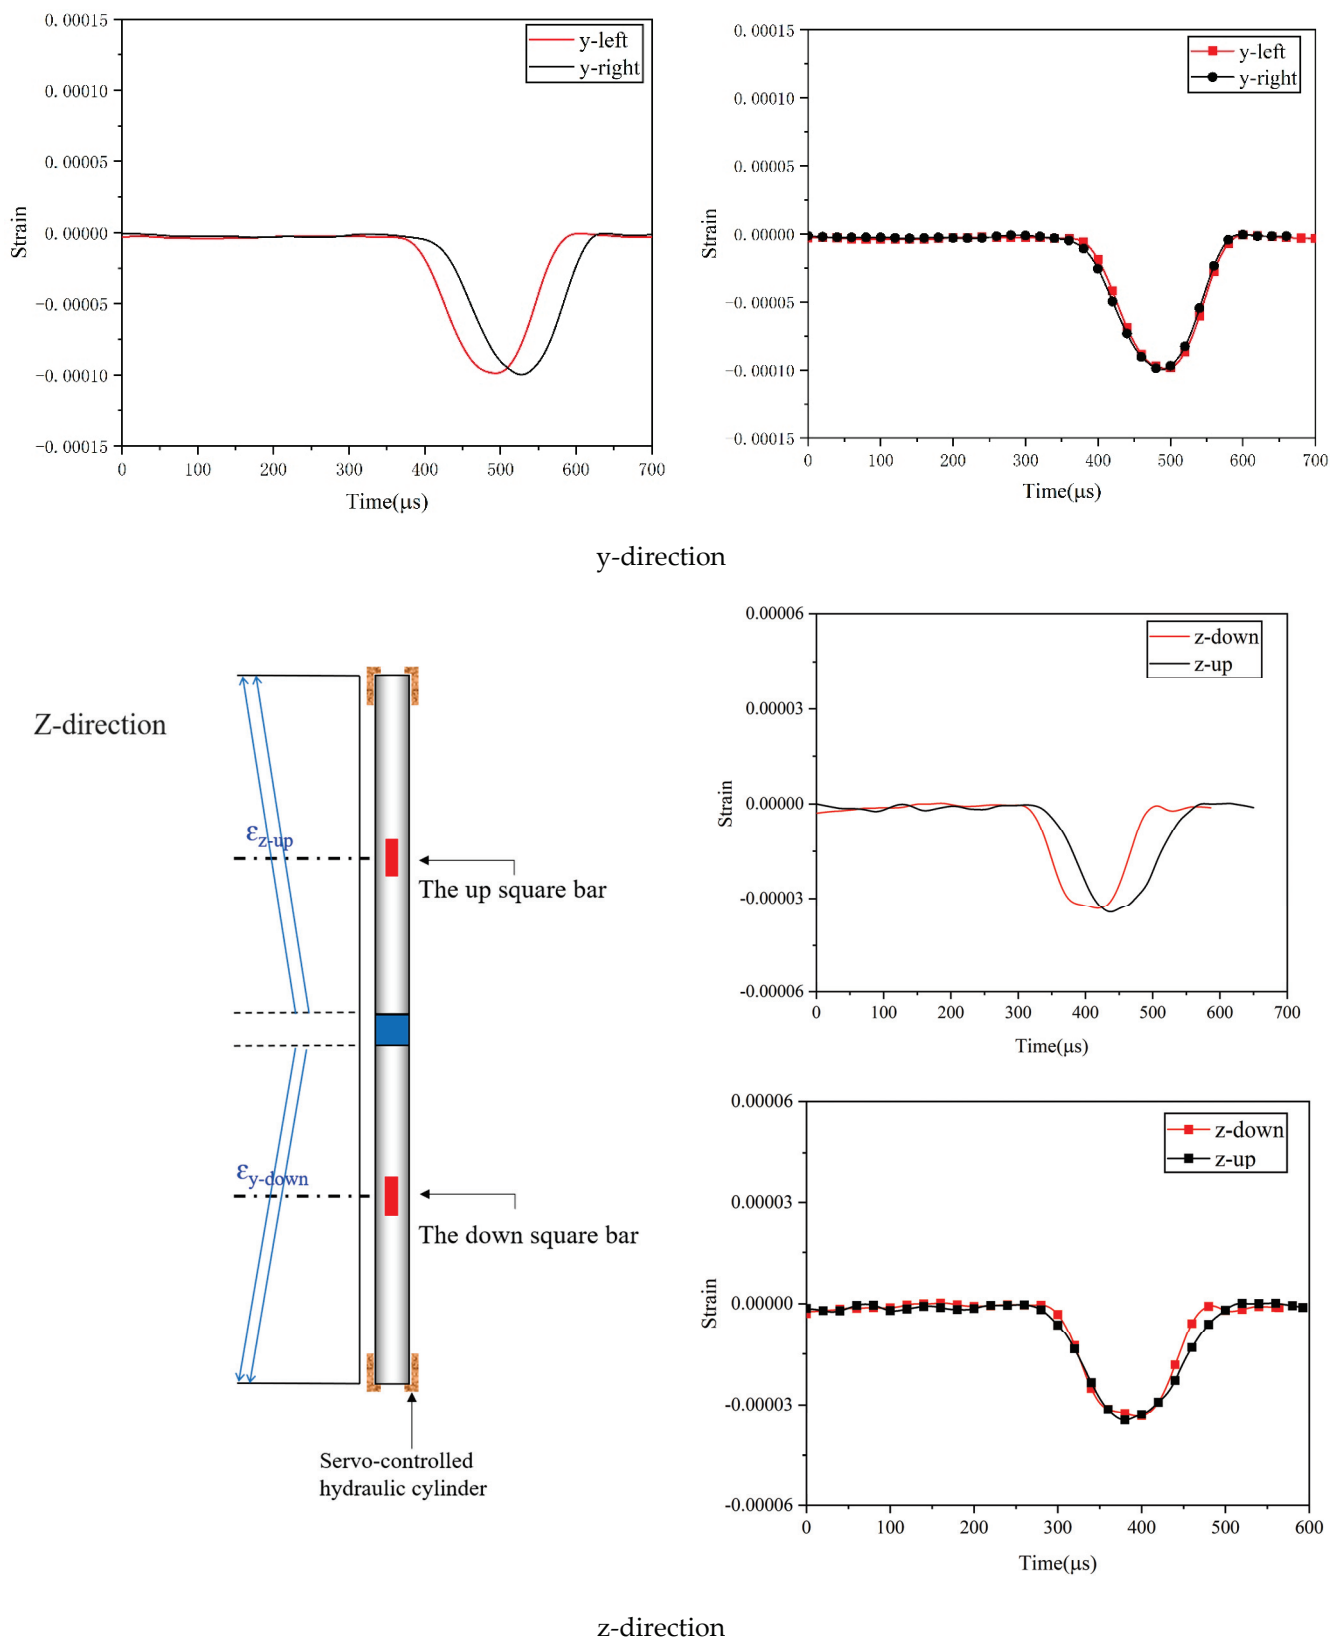 0.00015
0.00010
0.00005
0.00000
−0.00005
−0.00010
−0.00015
Strain
0 100 200 300 400 500 600 700
Time(μs)
y-left
y-right
0.00015
0.00010
0.00005
0.00000
−0.00005
−0.00010
−0.00015
Strain
0 100 200 300 400 500 600 700
Time(μs)
y-left
y-right
y-direction
Z-direction
εz-up
The up square bar
εy-down
The down square bar
Servo-controlled
hydraulic cylinder
0.00006
0.00003
0.00000
-0.00003
-0.00006
Strain
0 100 200 300 400 500 600 700
Time(μs)
z-down
z-up
0.00006
0.00003
0.00000
-0.00003
-0.00006
Strain
0 100 200 300 400 500 600
Time(μs)
z-down
z-up
z-direction